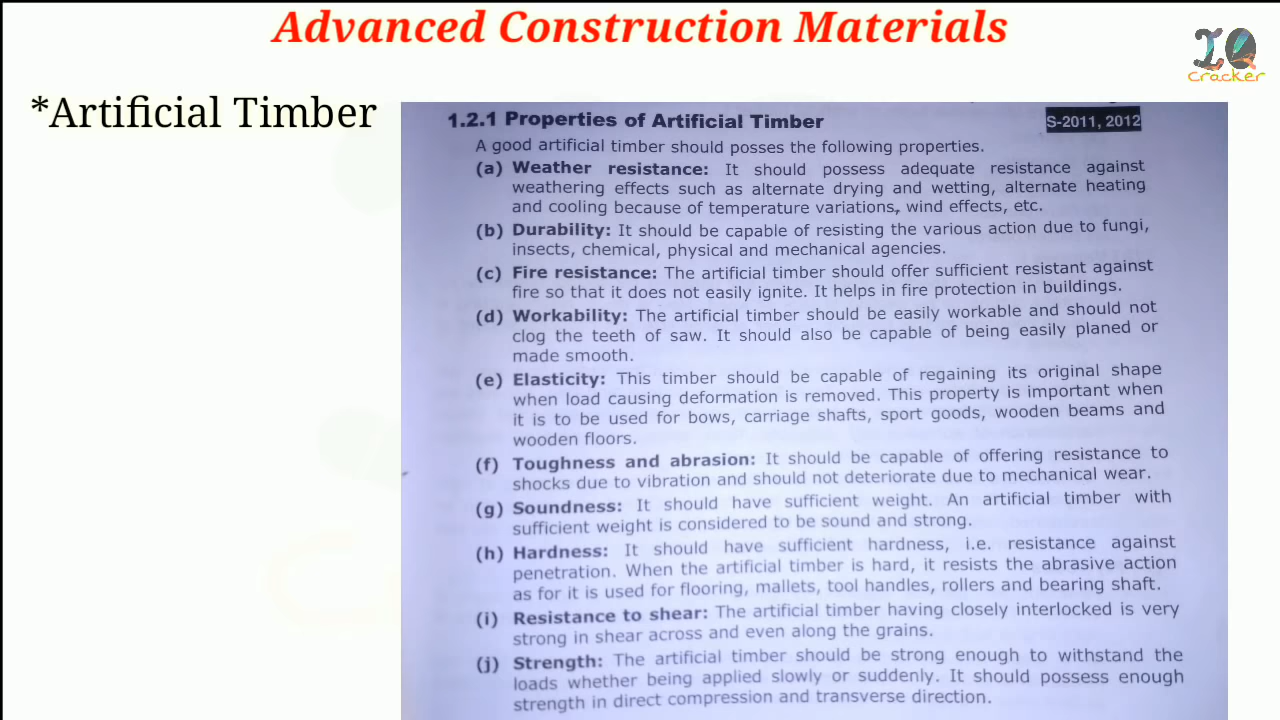 Advanced Construction Materials
IQ
Cracker
*Artificial Timber
1.2.1 Properties of Artificial Timber
S-2011, 2012
A good artificial timber should posses the following properties.
(a) Weather resistance: It should possess adequate resistance against
weathering effects such as alternate drying and wetting, alternate heating
and cooling because of temperature variations, wind effects, etc.
(b) Durability: It should be capable of resisting the various action due to fungi,
insects, chemical, physical and mechanical agencies.
(c) Fire resistance: The artificial timber should offer sufficient resistant against
fire so that it does not easily ignite. It helps in fire protection in buildings.
(d) Workability: The artificial timber should be easily workable and should not
clog the teeth of saw. It should also be capable of being easily planed or
made smooth.
(e) Elasticity: This timber should be capable of regaining its original shape
when load causing deformation is removed. This property is important when
it is to be used for bows, carriage shafts, sport goods, wooden beams and
wooden floors.
(f) Toughness and abrasion: It should be capable of offering resistance to
shocks due to vibration and should not deteriorate due to mechanical wear.
(g) Soundness: It should have sufficient weight. An artificial timber with
sufficient weight is considered to be sound and strong.
(h) Hardness: It should have sufficient hardness, i.e. resistance against
penetration. When the artificial timber is hard, it resists the abrasive action
as for it is used for flooring, mallets, tool handles, rollers and bearing shaft.
(i) Resistance to shear: The artificial timber having closely interlocked is very
strong in shear across and even along the grains.
(j) Strength: The artificial timber should be strong enough to withstand the
loads whether being applied slowly or suddenly. It should possess enough
strength in direct compression and transverse direction.